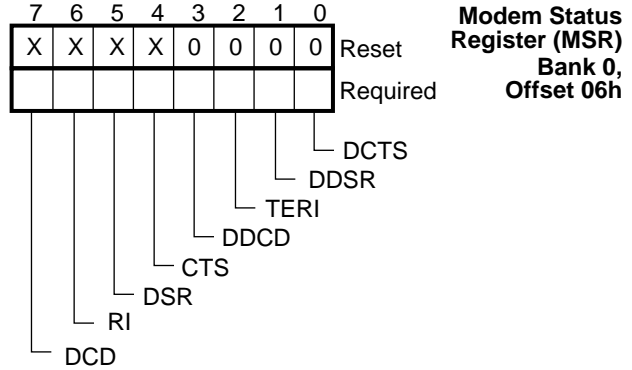 7 6 5 4 3 2 1 0
X X X X 0 0 0 0 Reset
Required
Modem Status
Register (MSR)
Bank 0,
Offset 06h
DCTS
DDSR
TERI
DDCD
CTS
DSR
RI
DCD